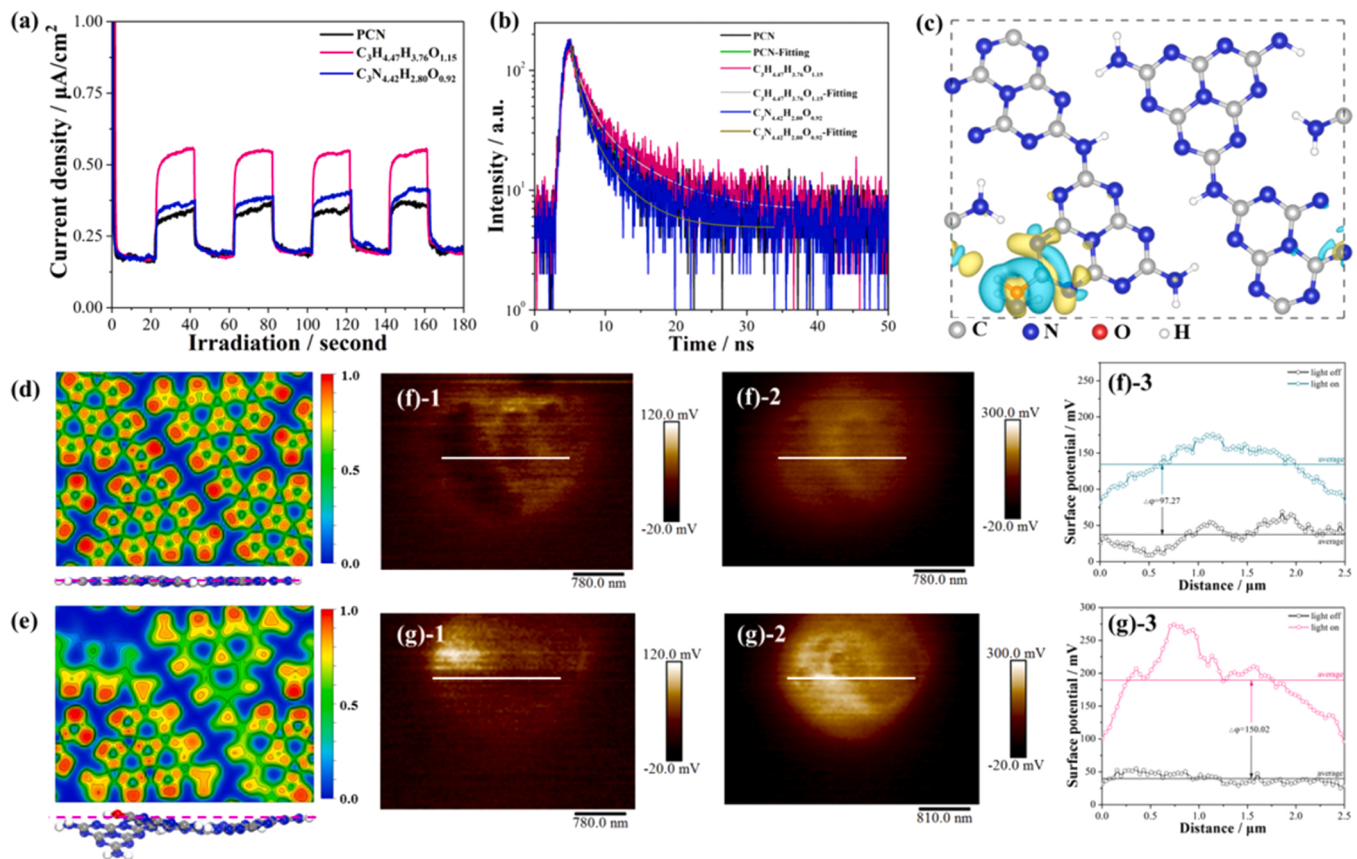 (a)
1.00
0.75
0.50
0.25
0.00
Current density / μA/cm²
0 20 40 60 80 100 120 140 160 180
Irradiation / second
PCN
C₃H₄.₄₇H₃.₇₆O₁.₁₅
C₃N₄.₄₂H₂.₈₀O₀.₉₂
(b)
10²
10¹
10⁰
Intensity / a.u.
0 10 20 30 40 50
Time / ns
PCN
PCN-Fitting
C₃H₄.₄₇H₃.₇₆O₁.₁₅
C₃H₄.₄₇H₃.₇₆O₁.₁₅-Fitting
C₃N₄.₄₂H₂.₈₀O₀.₉₂
C₃N₄.₄₂H₂.₈₀O₀.₉₂-Fitting
(c)
C N O H
(d)
1.0
0.5
0.0
(f)-1
120.0 mV
-20.0 mV
780.0 nm
(f)-2
300.0 mV
-20.0 mV
780.0 nm
(f)-3
light off
light on
250
200
150
100
50
0
Surface potential / mV
average
△φ=97.27
average
0.0 0.5 1.0 1.5 2.0 2.5
Distance / μm
(e)
1.0
0.5
0.0
(g)-1
120.0 mV
-20.0 mV
780.0 nm
(g)-2
300.0 mV
-20.0 mV
810.0 nm
(g)-3
light off
light on
300
250
200
150
100
50
0
Surface potential / mV
average
△φ=150.02
average
0.0 0.5 1.0 1.5 2.0 2.5
Distance / μm